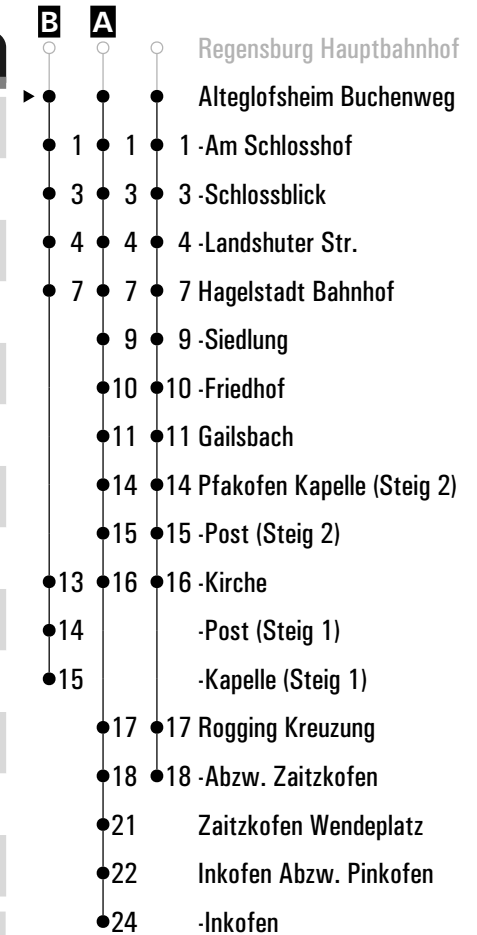 B A
Regensburg Hauptbahnhof
Alteglofsheim Buchenweg
1 1 1 -Am Schlosshof
3 3 3 -Schlossblick
4 4 4 -Landshuter Str.
7 7 7 Hagelstadt Bahnhof
9 9 -Siedlung
10 10 -Friedhof
11 11 Gailsbach
14 14 Pfakofen Kapelle (Steig 2)
15 15 -Post (Steig 2)
13 16 16 -Kirche
14 -Post (Steig 1)
15 -Kapelle (Steig 1)
17 17 Rogging Kreuzung
18 18 -Abzw. Zaitzkofen
21 Zaitzkofen Wendeplatz
22 Inkofen Abzw. Pinkofen
24 -Inkofen